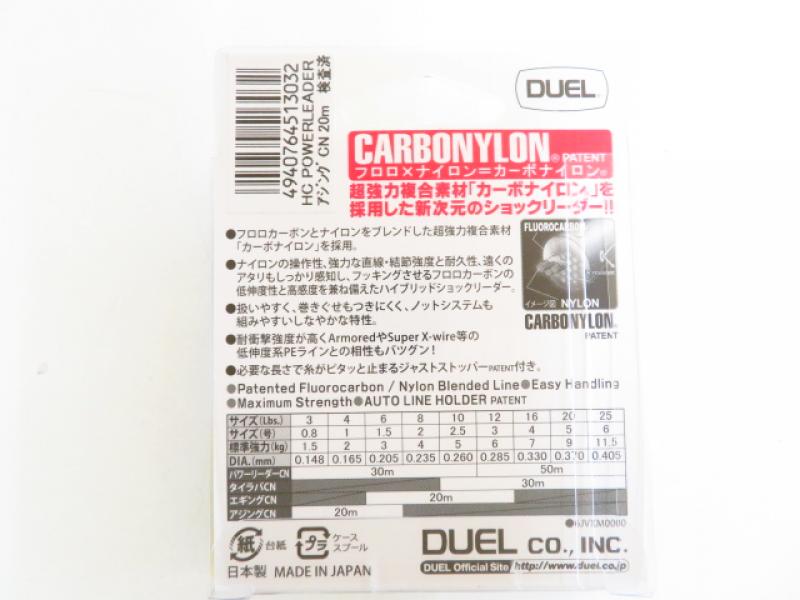 4940764513032
HC POWERLEADER
アジング CN 20m 検査済
DUEL
CARBONYLON® PATENT
フロロ×ナイロン=カーボナイロン®
超強力複合素材「カーボナイロン®」を
採用した新次元のショックリーダー!!
●フロロカーボンとナイロンをブレンドした超強力複合素材
「カーボナイロン」を採用。
●ナイロンの操作性、強力な直線・結節強度と耐久性、遠くの
アタリもしっかり感知し、フッキングさせるフロロカーボンの
低伸度性と高感度を兼ね備えたハイブリッドショックリーダー。
●扱いやすく、巻きぐせもつきにくく、ノットシステムも
組みやすいしなやかな特性。
●耐衝撃強度が高くArmoredやSuper X-wire等の
低伸度系PEラインとの相性もバツグン!
●必要な長さで糸がピタッと止まるジャストストッパーPATENT付き。
FLUOROCARBON
イメージ図 NYLON
CARBONYLON®
PATENT
●Patented Fluorocarbon / Nylon Blended Line●Easy Handling
●Maximum Strength●AUTO LINE HOLDER PATENT
サイズ(Lbs.) 3 4 6 8 10 12 16 20 25
サイズ(号) 0.8 1 1.5 2 2.5 3 4 5 6
標準強力(kg) 1.5 2 3 4 5 6 7 9 11.5
DIA.(mm) 0.148 0.165 0.205 0.235 0.260 0.285 0.330 0.370 0.405
パワーリーダーCN 30m 50m
タイラバCN 30m
エギングCN 20m
アジングCN 20m
紙 台紙
プラ ケース
スプール
DUEL CO., INC.
日本製 MADE IN JAPAN
DUEL Official Site http://www.duel.co.jp/